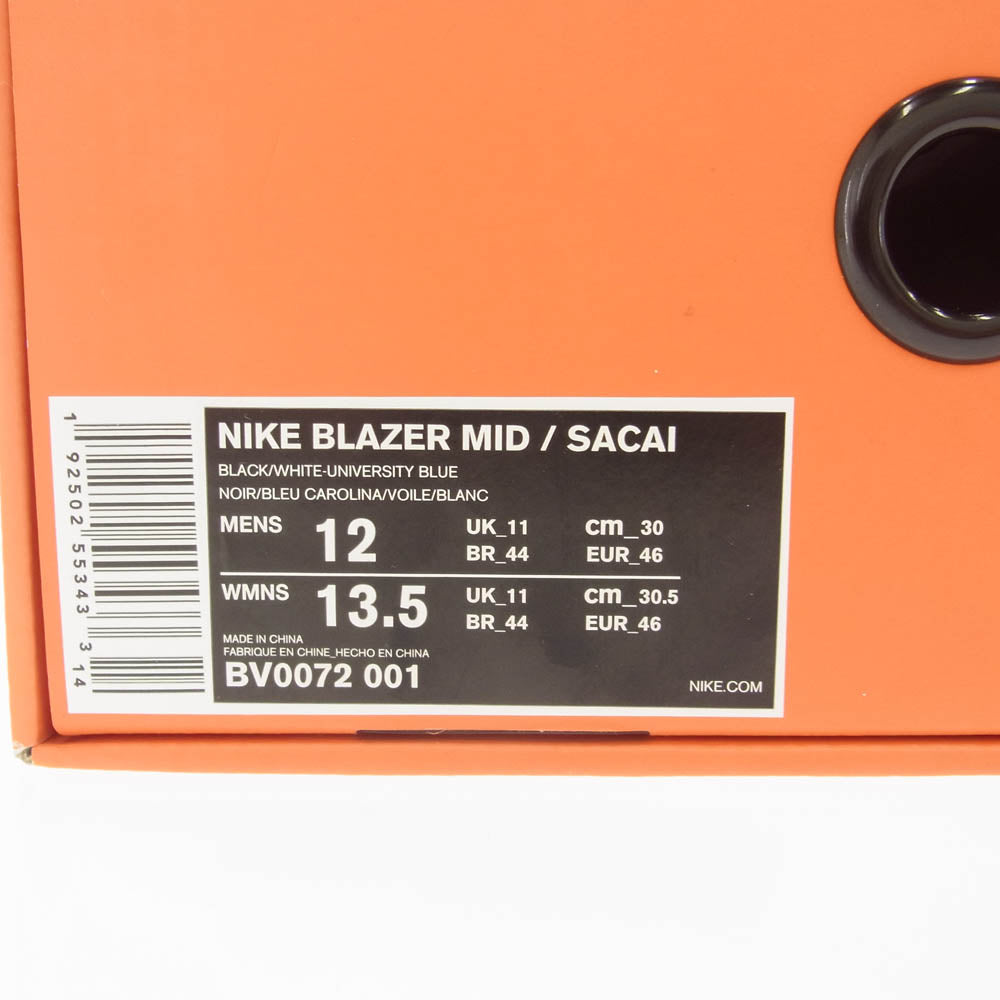 1 92502 55343 3 14
NIKE BLAZER MID / SACAI
BLACK/WHITE-UNIVERSITY BLUE
NOIR/BLEU CAROLINA/VOILE/BLANC
MENS 12 UK_11 cm_30
BR_44 EUR_46
WMNS 13.5 UK_11 cm_30.5
BR_44 EUR_46
MADE IN CHINA
FABRIQUE EN CHINE_HECHO EN CHINA
BV0072 001
NIKE.COM